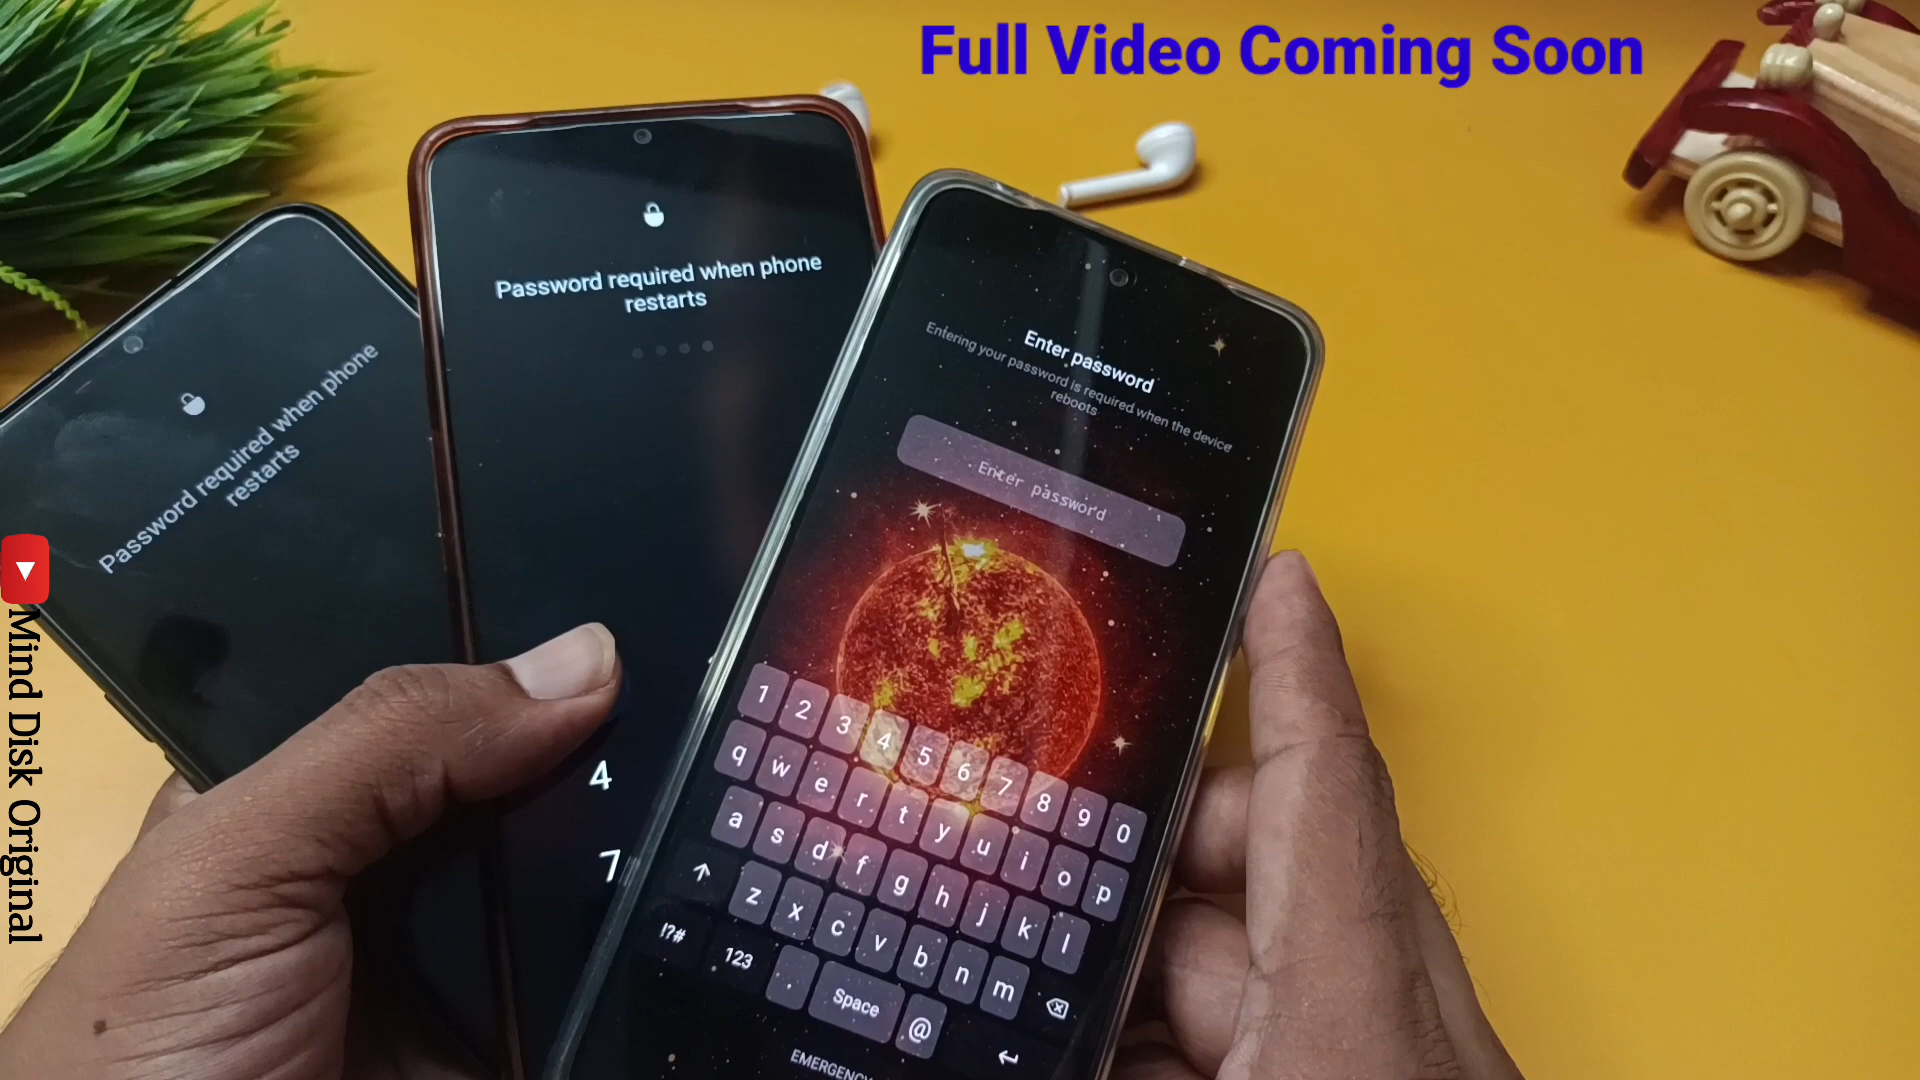 Full Video Coming Soon
Password required when phone
restarts
Password required when phone
restarts
4
7
Enter password
Entering your password is required when the device
reboots
Enter password
1 2 3 4 5 6 7 8 9 0
q w e r t y u i o p
a s d f g h j k l
z x c v b n m
!?# 123 . Space @
EMERGENCY
Mind Disk Original